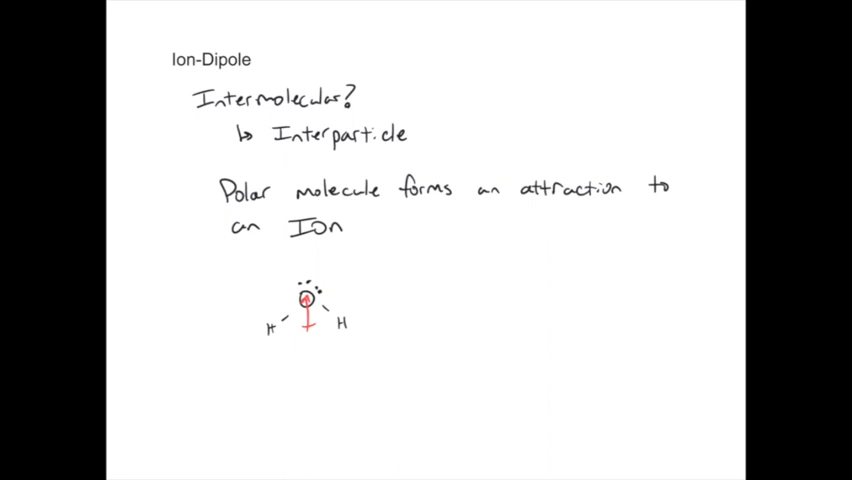 Ion-Dipole
Intermolecular?
↳ Interparticle
Polar molecule forms an attraction to
an Ion
O
H H